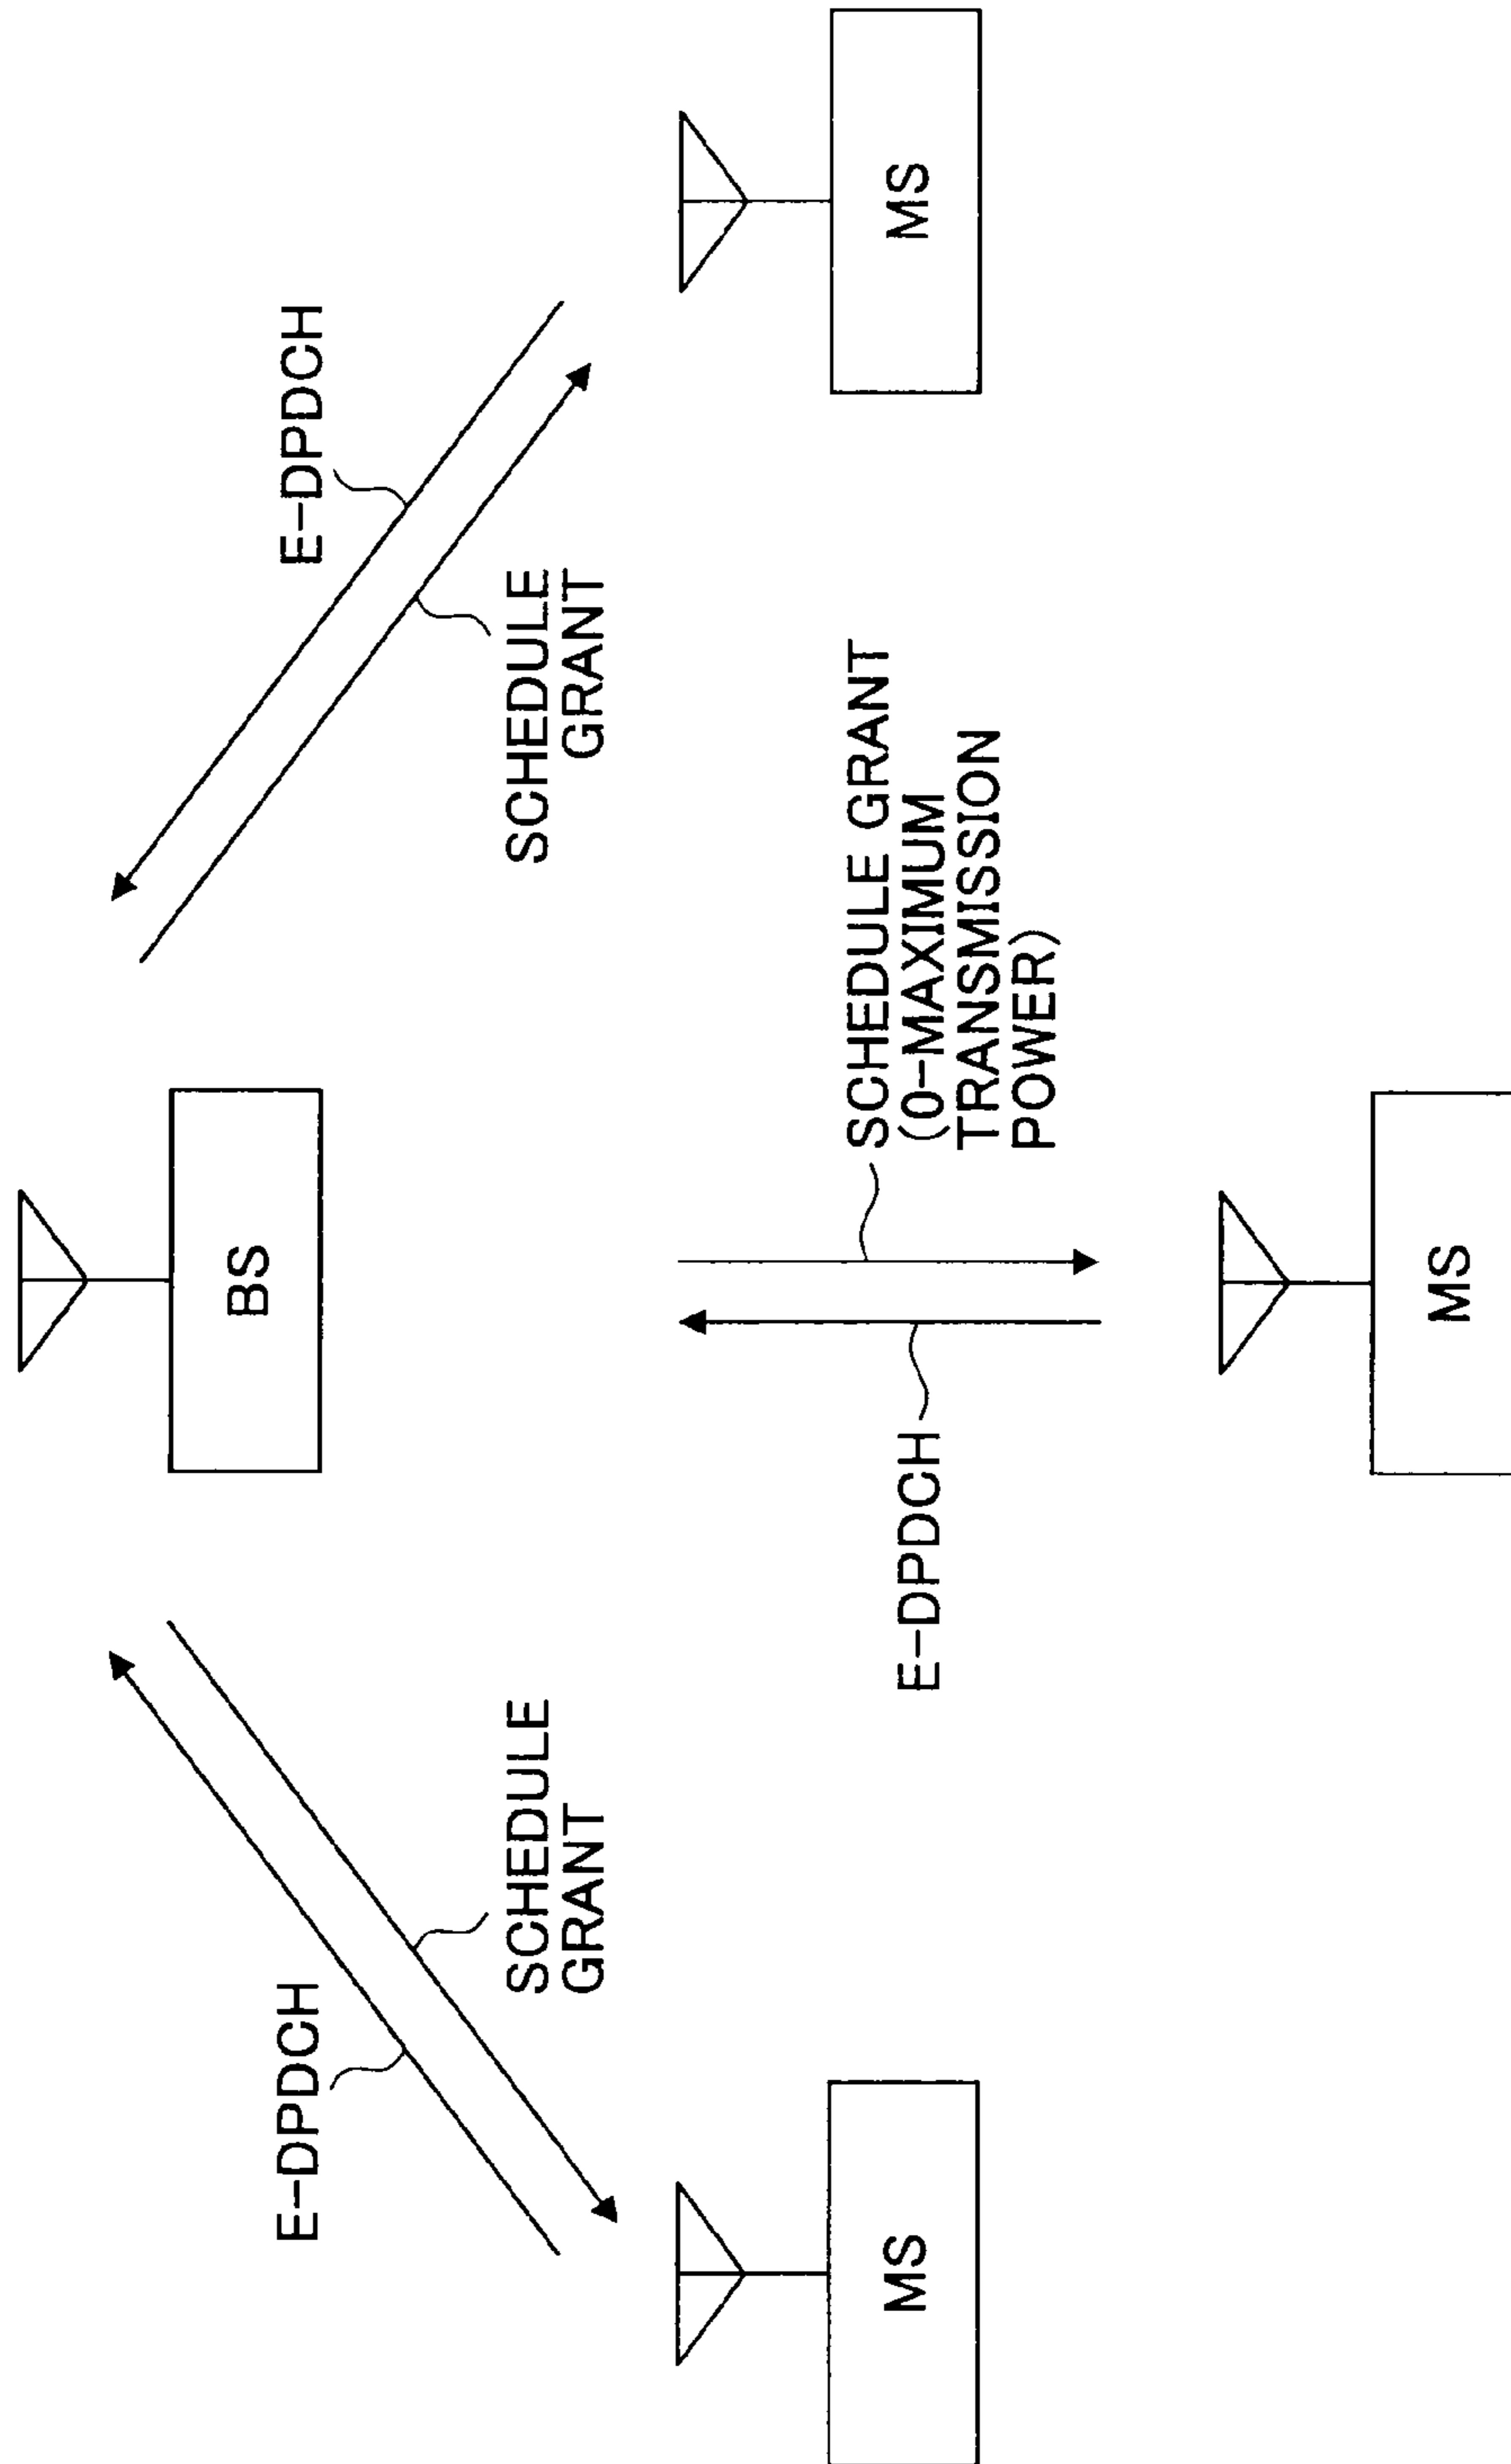 BS
E-DPDCH
E-DPDCH
SCHEDULE
GRANT
SCHEDULE
GRANT
E-DPDCH
SCHEDULE GRANT
(0-MAXIMUM
TRANSMISSION
POWER)
MS
MS
MS